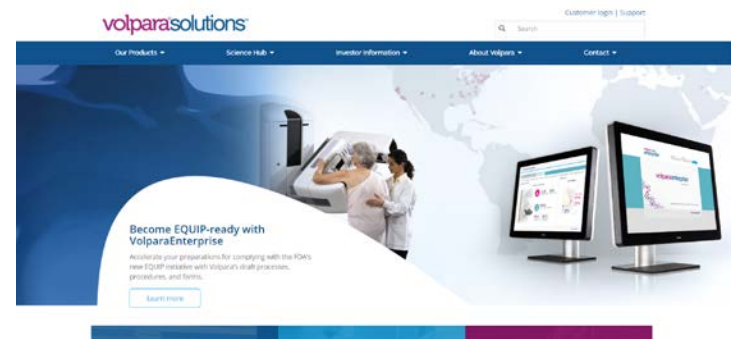 Customer login | Support
volparasolutions
Search
Our Products
Science Hub
Investor Information
About Volpara
Contact
Become EQUIP-ready with
VolparaEnterprise
Accelerate your preparations for complying with the FDA's
new EQUIP initiative with Volpara's draft processes,
procedures, and forms.
Learn more